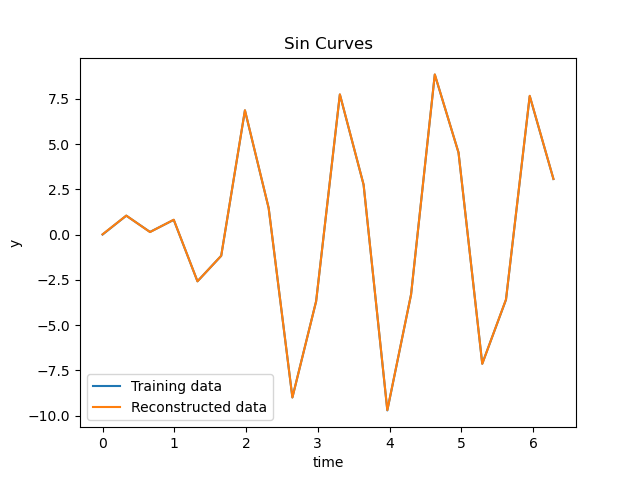 Sin Curves
7.5
5.0
2.5
0.0
−2.5
−5.0
−7.5
−10.0
y
Training data
Reconstructed data
0 1 2 3 4 5 6
time